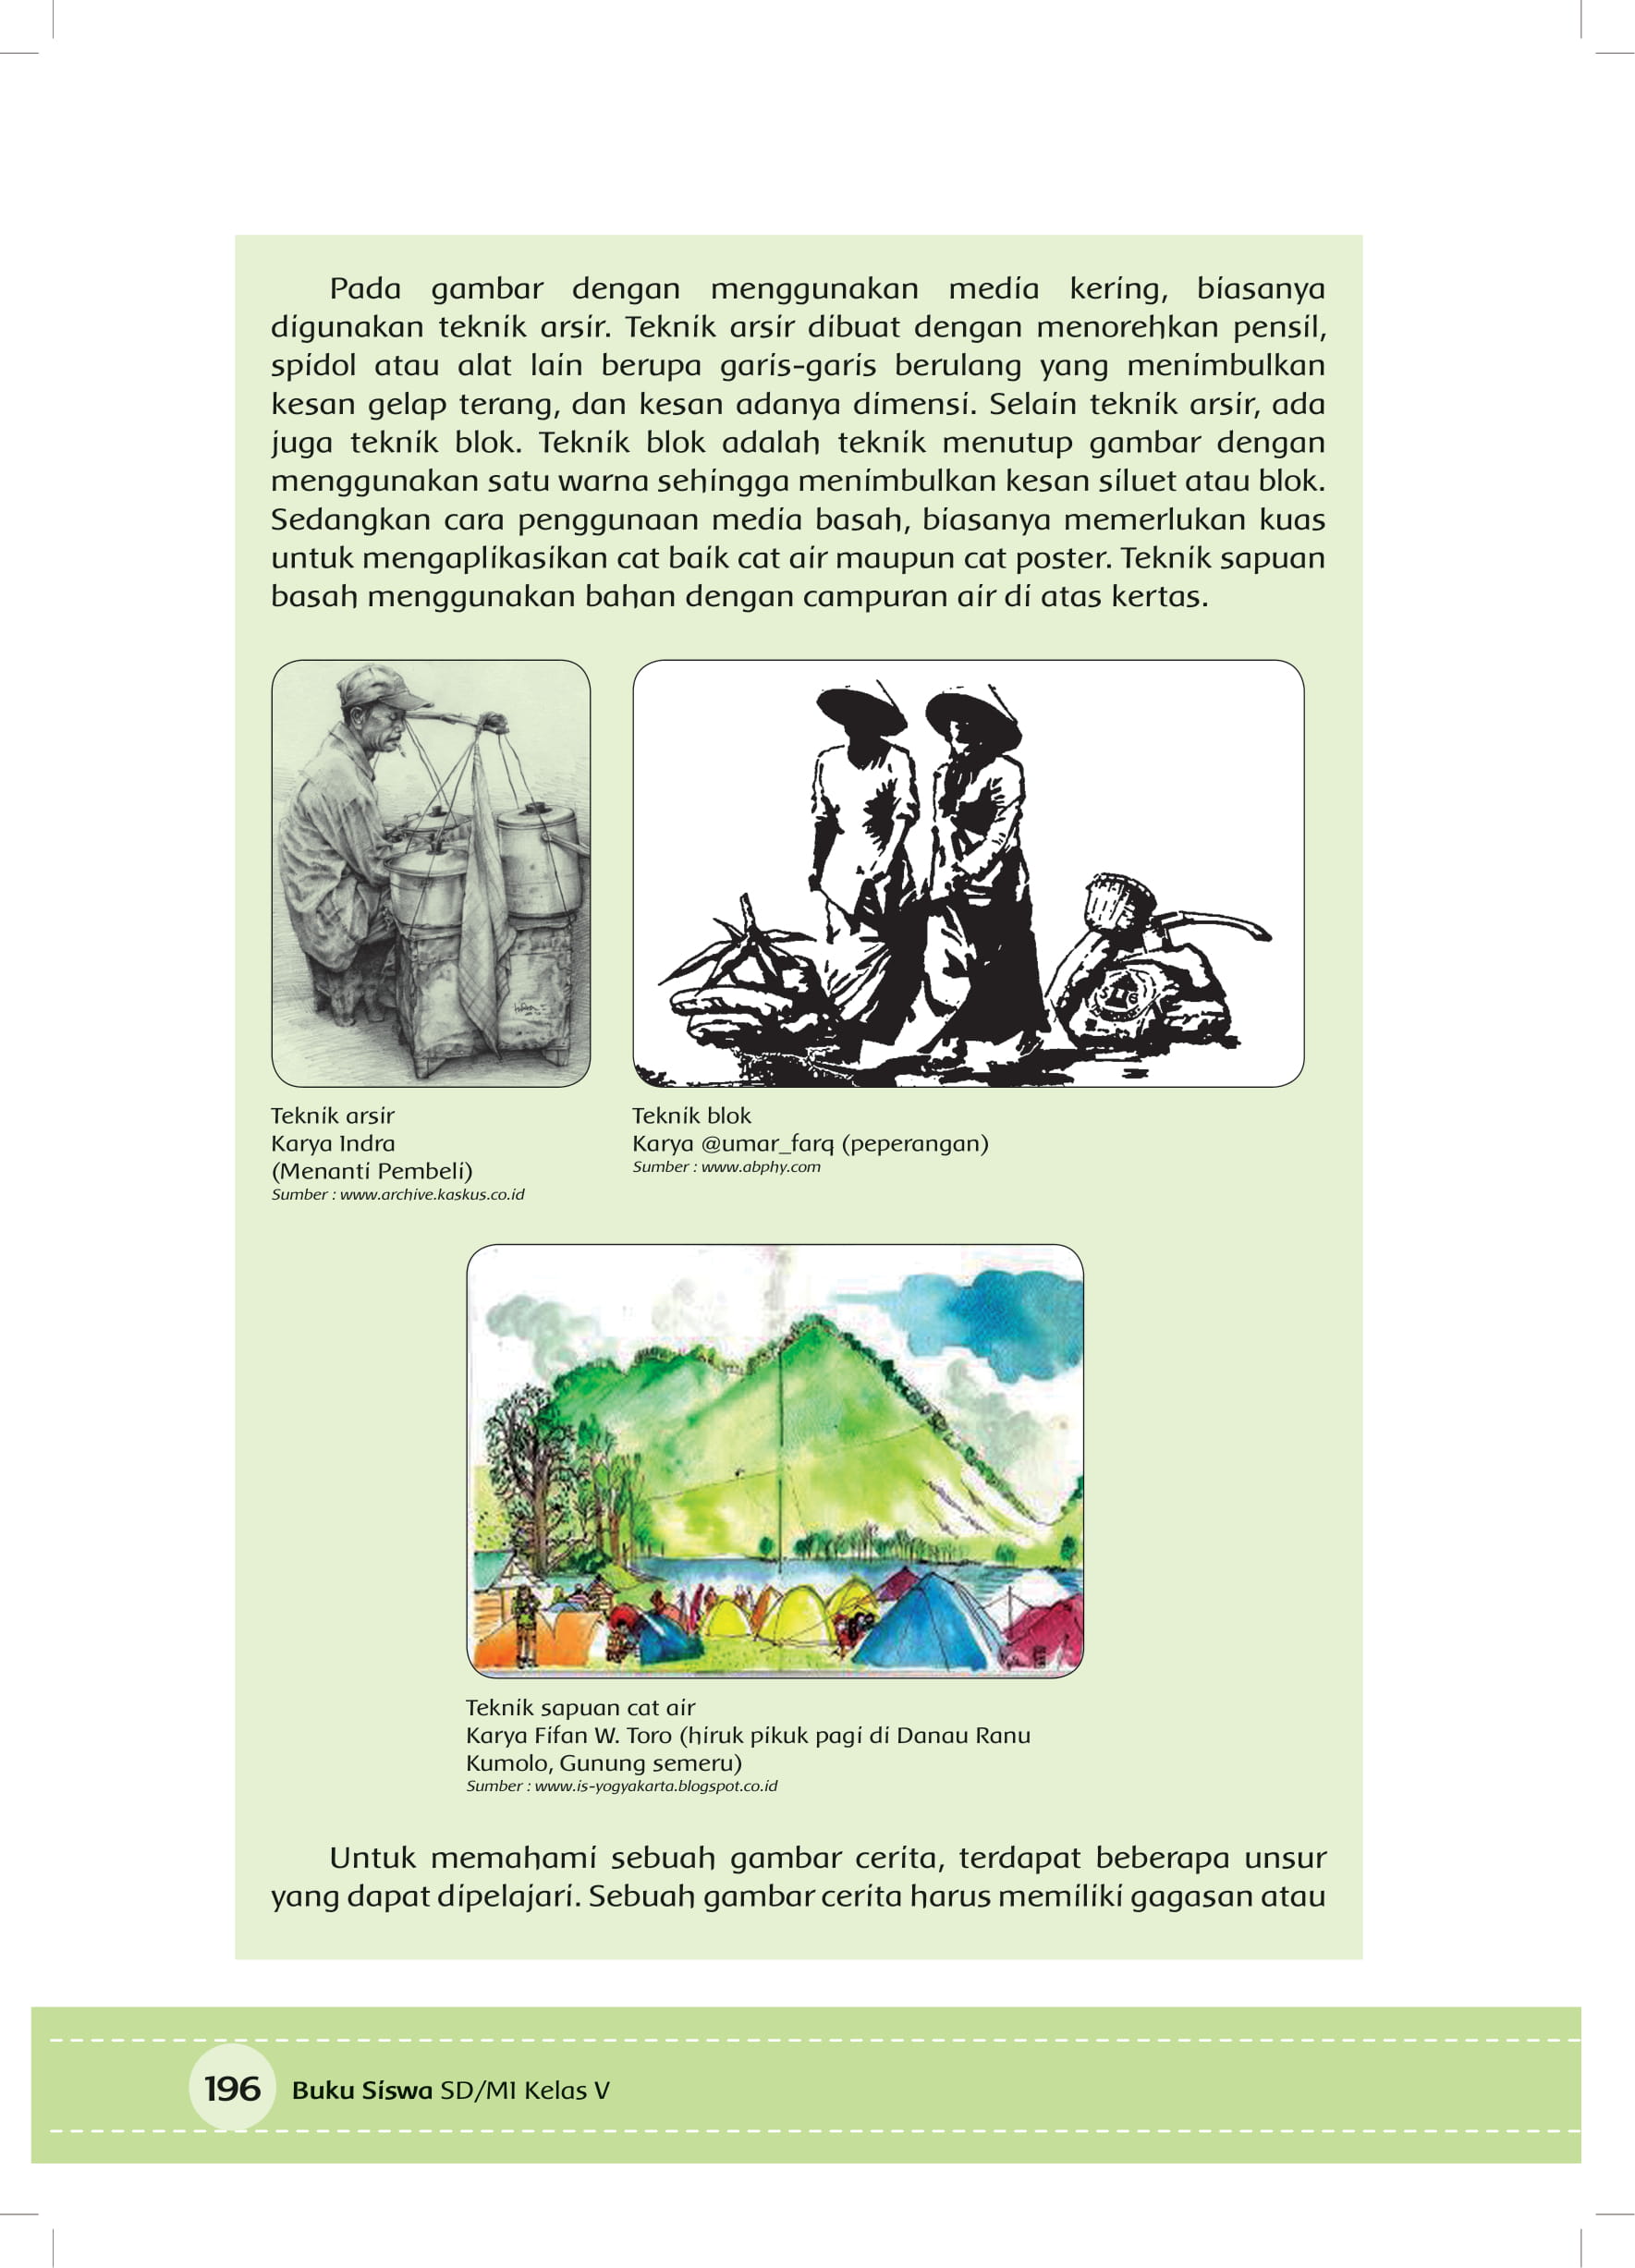 Pada gambar dengan menggunakan media kering, biasanya
digunakan teknik arsir. Teknik arsir dibuat dengan menorehkan pensil,
spidol atau alat lain berupa garis-garis berulang yang menimbulkan
kesan gelap terang, dan kesan adanya dimensi. Selain teknik arsir, ada
juga teknik blok. Teknik blok adalah teknik menutup gambar dengan
menggunakan satu warna sehingga menimbulkan kesan siluet atau blok.
Sedangkan cara penggunaan media basah, biasanya memerlukan kuas
untuk mengaplikasikan cat baik cat air maupun cat poster. Teknik sapuan
basah menggunakan bahan dengan campuran air di atas kertas.
Teknik arsir
Karya Indra
(Menanti Pembeli)
Sumber : www.archive.kaskus.co.id
Teknik blok
Karya @umar_farq (peperangan)
Sumber : www.abphy.com
Teknik sapuan cat air
Karya Fifan W. Toro (hiruk pikuk pagi di Danau Ranu
Kumolo, Gunung semeru)
Sumber : www.is-yogyakarta.blogspot.co.id
Untuk memahami sebuah gambar cerita, terdapat beberapa unsur
yang dapat dipelajari. Sebuah gambar cerita harus memiliki gagasan atau
196 Buku Siswa SD/MI Kelas V